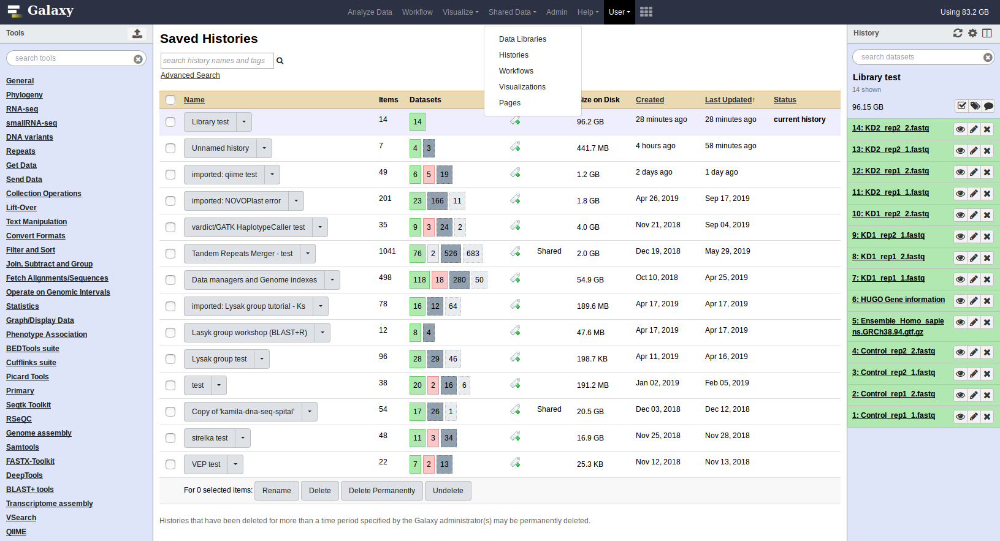 Galaxy
Analyze Data Workflow Visualize Shared Data Admin Help User
Using 83.2 GB
Tools
search tools
General
Phylogeny
RNA-seq
smallRNA-seq
DNA variants
Repeats
Get Data
Send Data
Collection Operations
Lift-Over
Text Manipulation
Convert Formats
Filter and Sort
Join, Subtract and Group
Fetch Alignments/Sequences
Operate on Genomic Intervals
Statistics
Graph/Display Data
Phenotype Association
BEDTools suite
Cufflinks suite
Picard Tools
Primary
Seqtk Toolkit
RSeQC
Genome assembly
Samtools
FASTX-Toolkit
DeepTools
BLAST+ tools
Transcriptome assembly
VSearch
QIIME
Saved Histories
search history names and tags
Advanced Search
Data Libraries
Histories
Workflows
Visualizations
Pages
Name Items Datasets Size on Disk Created Last Updated↑ Status
Library test 14 14 96.2 GB 28 minutes ago 28 minutes ago current history
Unnamed history 7 4 3 441.7 MB 4 hours ago 58 minutes ago
imported: qiime test 49 6 5 19 1.2 GB 2 days ago 1 day ago
imported: NOVOPlast error 201 23 166 11 1.8 GB Apr 26, 2019 Sep 17, 2019
vardict/GATK HaplotypeCaller test 35 9 3 24 2 4.0 GB Nov 21, 2018 Sep 04, 2019
Tandem Repeats Merger - test 1041 76 2 526 683 Shared 2.0 GB Dec 19, 2018 May 29, 2019
Data managers and Genome indexes 498 118 18 280 50 54.9 GB Oct 10, 2018 Apr 25, 2019
imported: Lysak group tutorial - Ks 78 16 12 64 189.6 MB Apr 17, 2019 Apr 17, 2019
Lasyk group workshop (BLAST+R) 12 8 4 47.6 MB Apr 17, 2019 Apr 17, 2019
Lysek group test 96 28 29 46 198.7 KB Apr 11, 2019 Apr 16, 2019
test 38 20 2 16 6 191.2 MB Jan 02, 2019 Feb 05, 2019
Copy of 'kamila-dna-seq-spital' 54 17 26 1 Shared 20.5 GB Dec 03, 2018 Dec 12, 2018
strelka test 48 11 3 34 16.9 GB Nov 25, 2018 Nov 28, 2018
VEP test 22 7 2 13 25.3 KB Nov 12, 2018 Nov 13, 2018
For 0 selected items: Rename Delete Delete Permanently Undelete
Histories that have been deleted for more than a time period specified by the Galaxy administrator(s) may be permanently deleted.
History
search datasets
Library test
14 shown
96.15 GB
14: KD2_rep2_2.fastq
13: KD2_rep2_1.fastq
12: KD2_rep1_2.fastq
11: KD2_rep1_1.fastq
10: KD1_rep2_2.fastq
9: KD1_rep2_1.fastq
8: KD1_rep1_2.fastq
7: KD1_rep1_1.fastq
6: HUGO Gene information
5: Ensemble_Homo_sapie
ns.GRCh38.94.gtf.gz
4: Control_rep2_2.fastq
3: Control_rep2_1.fastq
2: Control_rep1_2.fastq
1: Control_rep1_1.fastq